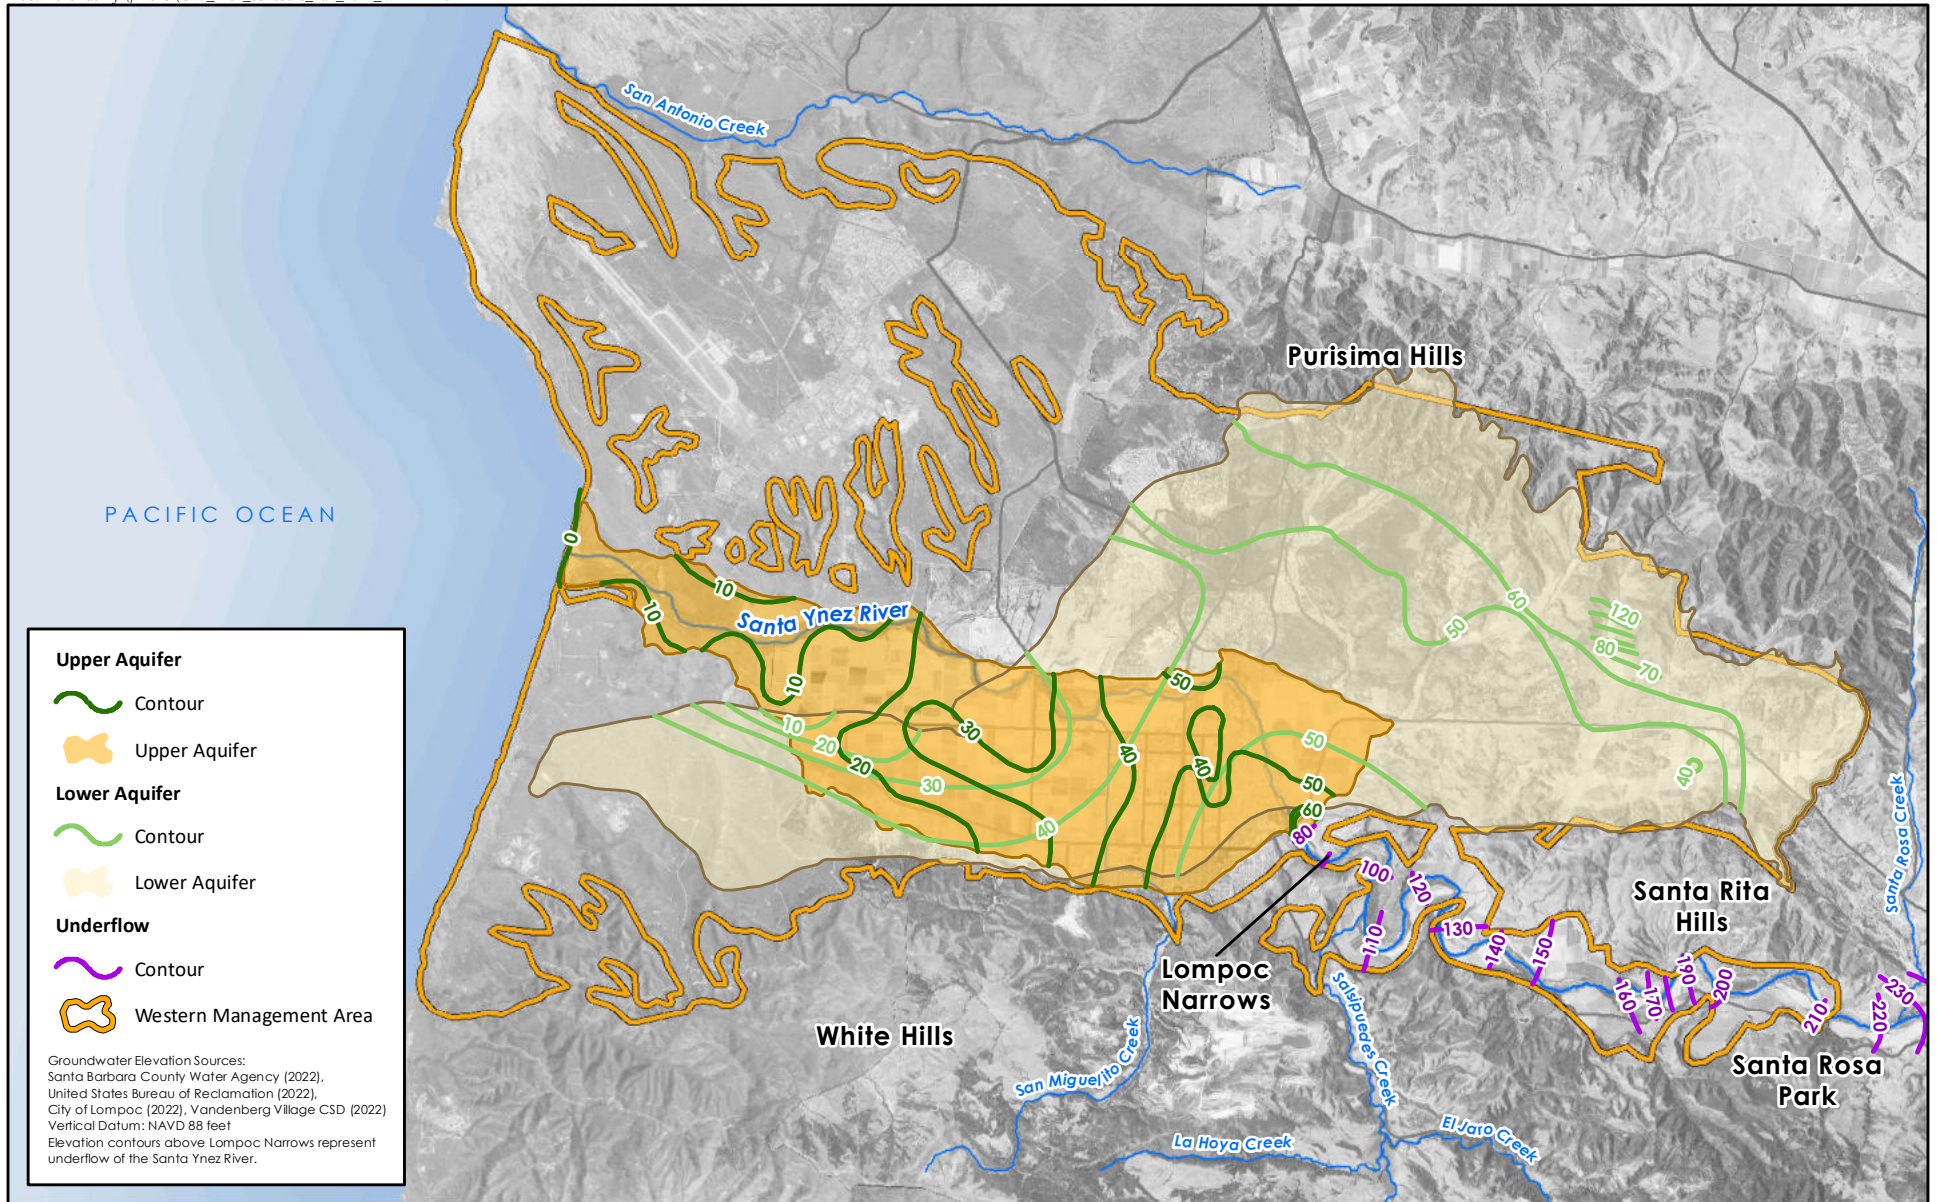 San Antonio Creek
Purisima Hills
PACIFIC OCEAN
0
10
10
Santa Ynez River
10
60
120
50
80
70
50
10
20
20
30
30
40
40
50
40
50
60
40
80
100
120
110
130
140
150
160
170
190
200
210
220
230
Santa Rosa Creek
Santa Rita
Hills
Lompoc
Narrows
White Hills
Santa Rosa
Park
San Miguelito Creek
Salsipuedes Creek
La Hoya Creek
El Jaro Creek
Upper Aquifer
Contour
Upper Aquifer
Lower Aquifer
Contour
Lower Aquifer
Underflow
Contour
Western Management Area
Groundwater Elevation Sources:
Santa Barbara County Water Agency (2022),
United States Bureau of Reclamation (2022),
City of Lompoc (2022), Vandenberg Village CSD (2022)
Vertical Datum: NAVD 88 feet
Elevation contours above Lompoc Narrows represent
underflow of the Santa Ynez River.